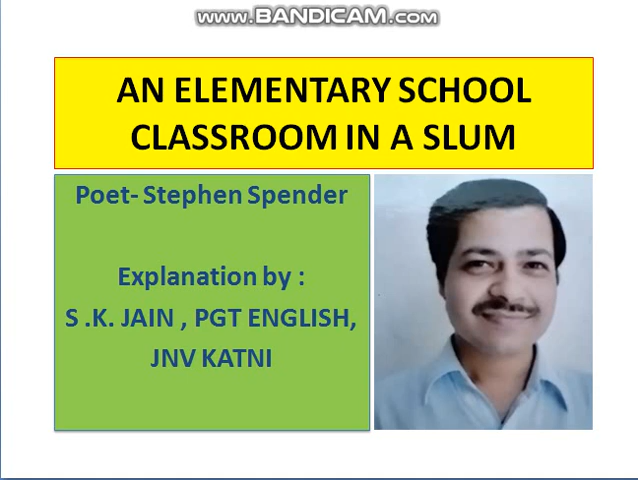 www.BANDICAM.com
AN ELEMENTARY SCHOOL
CLASSROOM IN A SLUM
Poet- Stephen Spender
Explanation by :
S .K. JAIN , PGT ENGLISH,
JNV KATNI